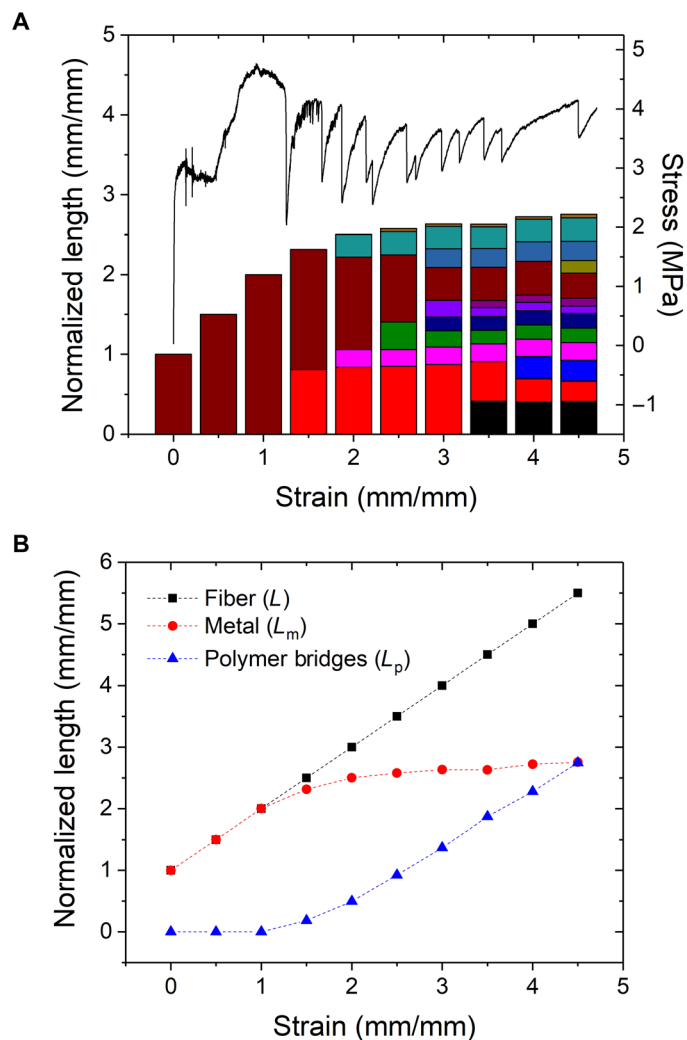 A
Normalized length (mm/mm)
5
4
3
2
1
0
5
4
3
2
1
0
−1
Stress (MPa)
0 1 2 3 4 5
Strain (mm/mm)
B
Normalized length (mm/mm)
6
5
4
3
2
1
0
Fiber (L)
Metal (Lm)
Polymer bridges (Lp)
0 1 2 3 4 5
Strain (mm/mm)